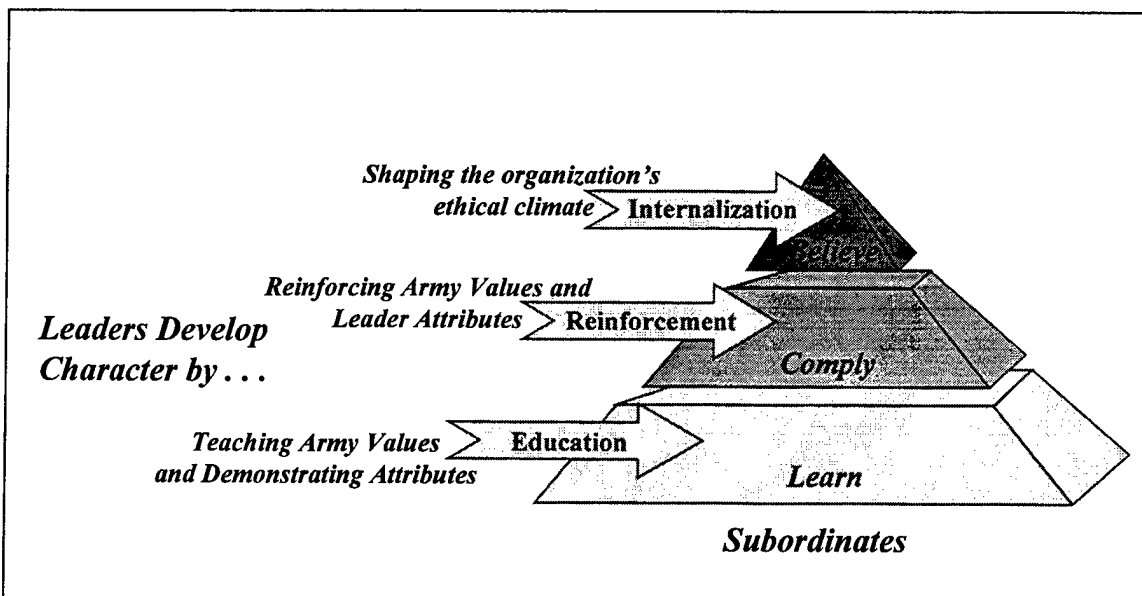 Shaping the organization's
ethical climate
Internalization
Believe
Reinforcing Army Values and
Leader Attributes
Reinforcement
Leaders Develop
Character by . . .
Comply
Teaching Army Values
and Demonstrating Attributes
Education
Learn
Subordinates